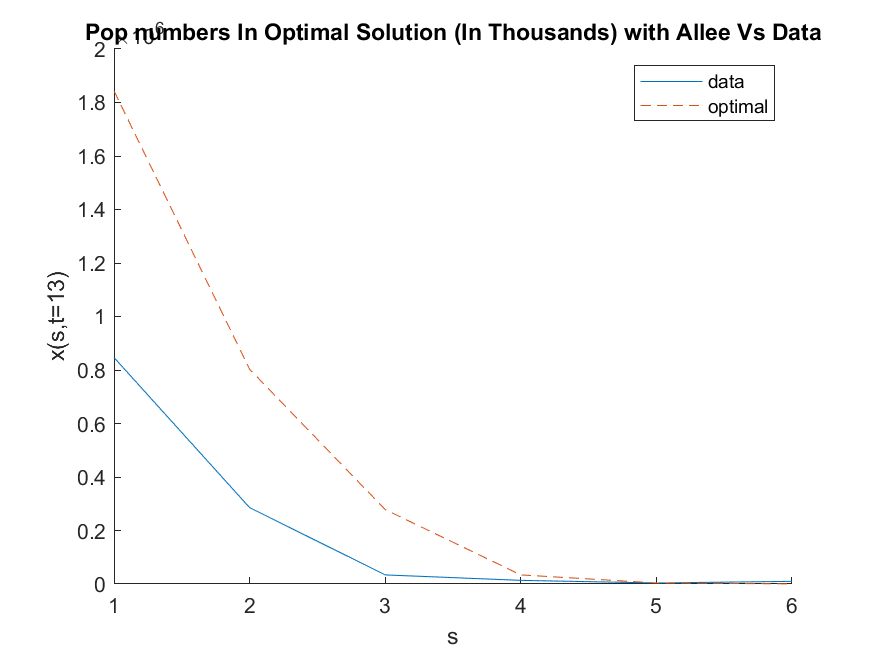 Pop numbers In Optimal Solution (In Thousands) with Allee Vs Data
× 10^6
2
1.8
1.6
1.4
1.2
1
0.8
0.6
0.4
0.2
0
x(s,t=13)
data
optimal
1 2 3 4 5 6
s